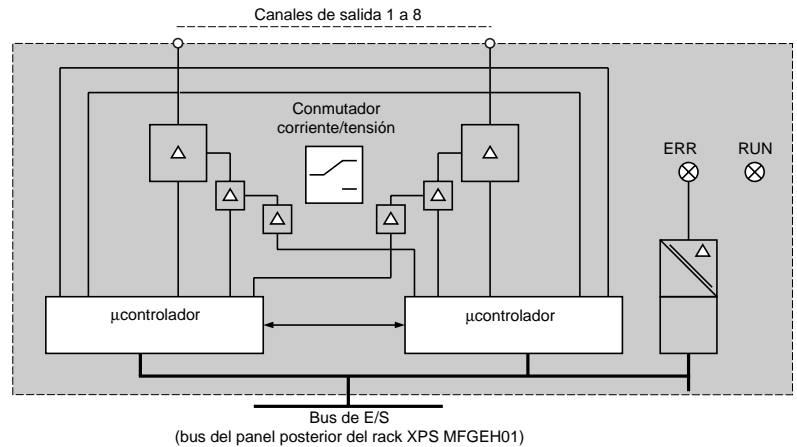 Canales de salida 1 a 8
Conmutador
corriente/tensión
ERR
RUN
μcontrolador
μcontrolador
Bus de E/S
(bus del panel posterior del rack XPS MFGEH01)